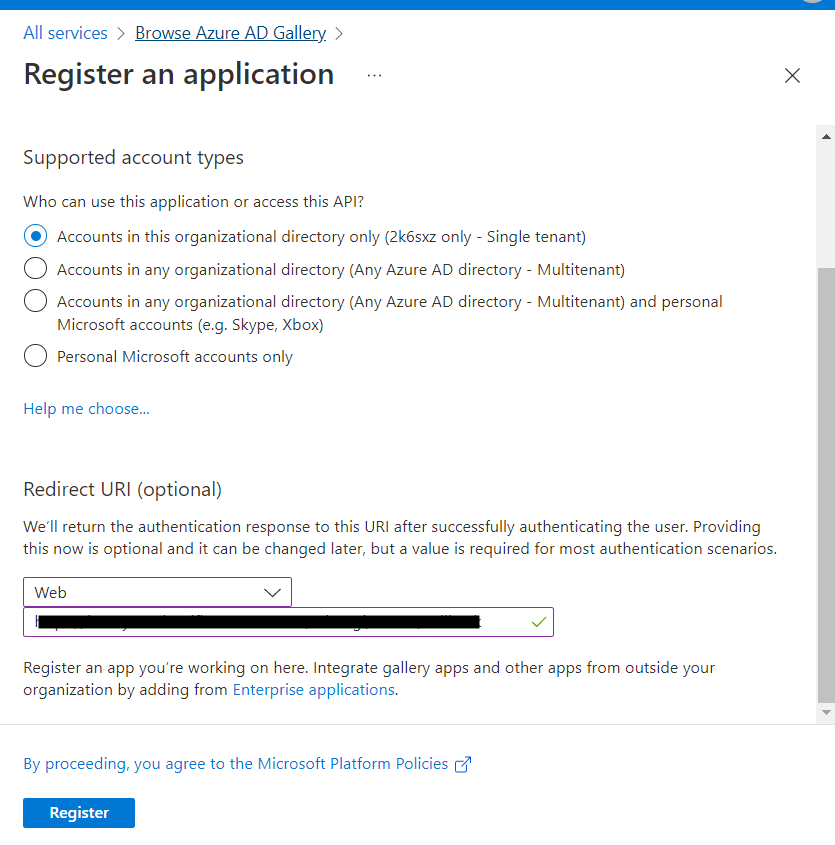 All services > Browse Azure AD Gallery >
Register an application ...
Supported account types
Who can use this application or access this API?
Accounts in this organizational directory only (2k6sxz only - Single tenant)
Accounts in any organizational directory (Any Azure AD directory - Multitenant)
Accounts in any organizational directory (Any Azure AD directory - Multitenant) and personal
Microsoft accounts (e.g. Skype, Xbox)
Personal Microsoft accounts only
Help me choose...
Redirect URI (optional)
We'll return the authentication response to this URI after successfully authenticating the user. Providing
this now is optional and it can be changed later, but a value is required for most authentication scenarios.
Web
Register an app you're working on here. Integrate gallery apps and other apps from outside your
organization by adding from Enterprise applications.
By proceeding, you agree to the Microsoft Platform Policies
Register